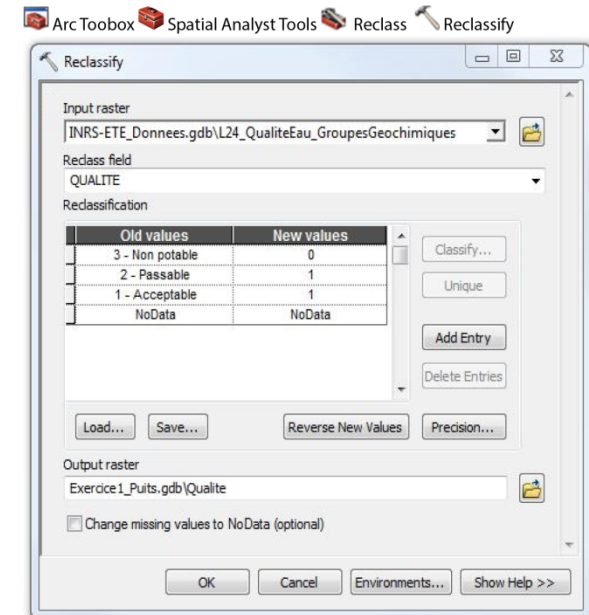 Arc Toobox Spatial Analyst Tools Reclass Reclassify
Reclassify
Input raster
INRS-ETE_Donnees.gdb\L24_QualiteEau_GroupesGeochimiques
Reclass field
QUALITE
Reclassification
Old values New values
3 - Non potable 0
2 - Passable 1
1 - Acceptable 1
NoData NoData
Classify...
Unique
Add Entry
Delete Entries
Load... Save... Reverse New Values Precision...
Output raster
Exercice1_Puits.gdb\Qualite
Change missing values to NoData (optional)
OK Cancel Environments... Show Help >>